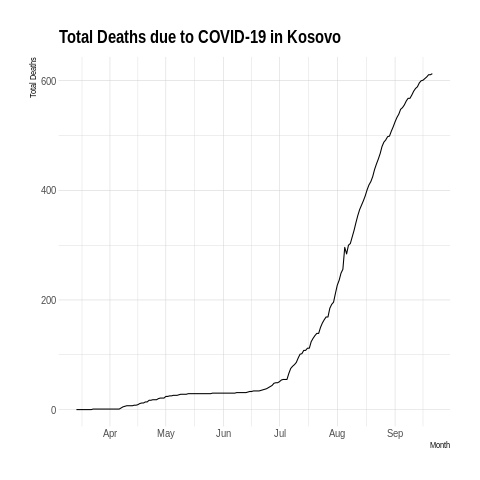 Total Deaths due to COVID-19 in Kosovo
Total Deaths
600
400
200
0
Apr May Jun Jul Aug Sep
Month